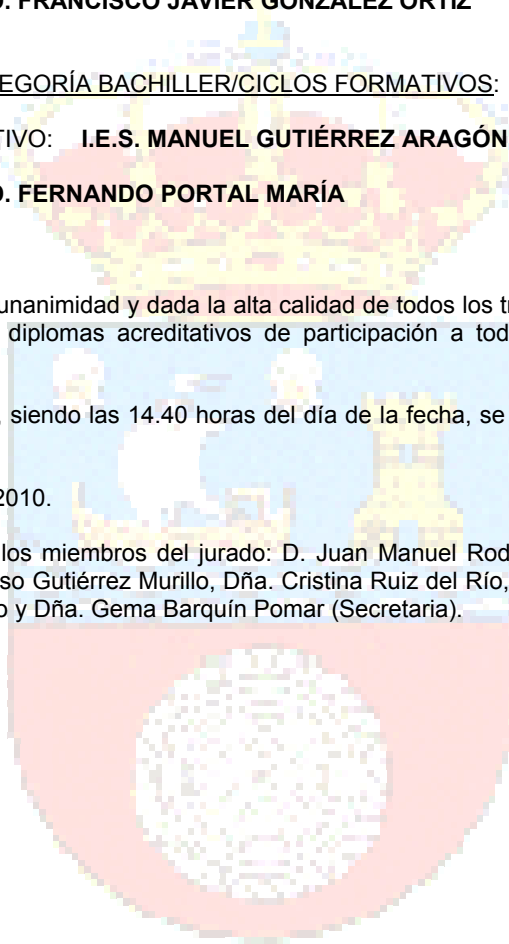 D. FRANCISCO JAVIER GONZÁLEZ ORTIZ
EGORÍA BACHILLER/CICLOS FORMATIVOS:
TIVO: I.E.S. MANUEL GUTIÉRREZ ARAGÓN
D. FERNANDO PORTAL MARÍA
unanimidad y dada la alta calidad de todos los tr
diplomas acreditativos de participación a tod
, siendo las 14.40 horas del día de la fecha, se
2010.
los miembros del jurado: D. Juan Manuel Rod
so Gutiérrez Murillo, Dña. Cristina Ruiz del Río,
o y Dña. Gema Barquín Pomar (Secretaria).